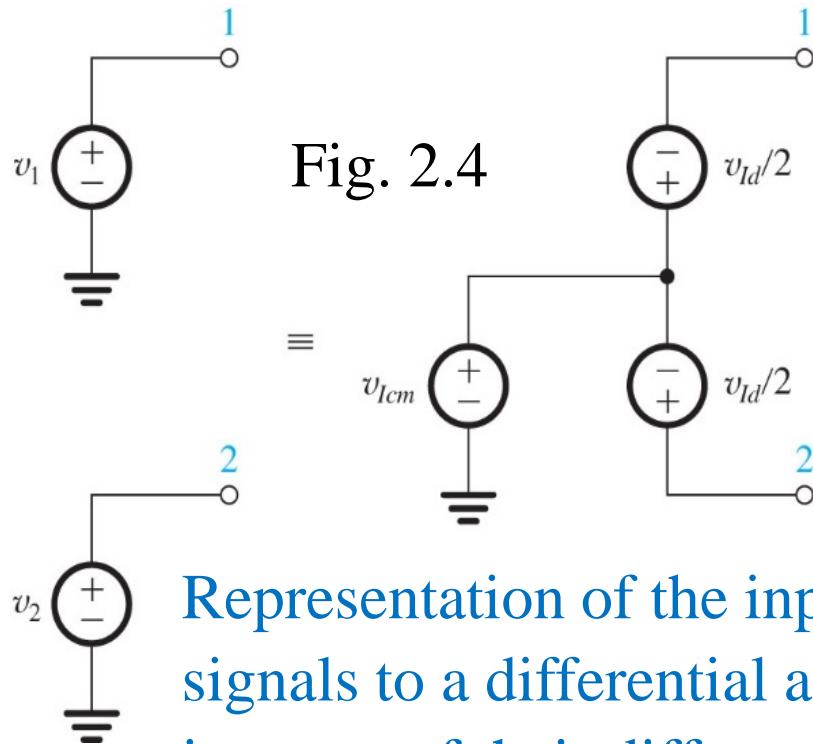 1
1
v1
+
−
Fig. 2.4
−
+
vId/2
≡
vIcm
+
−
−
+
vId/2
2
2
v2
+
−
Representation of the
signals to a differential